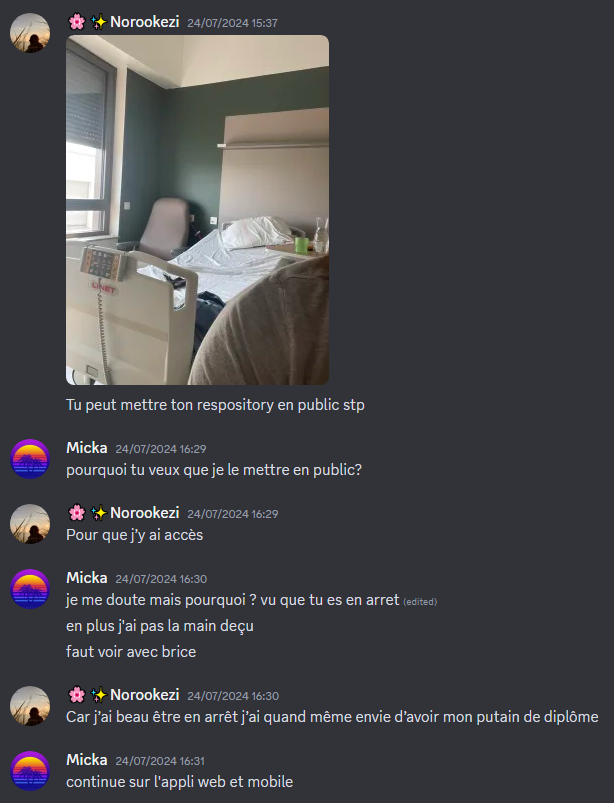 🌸 ✨ Norookezi 24/07/2024 15:37
Tu peut mettre ton respository en public stp
Micka 24/07/2024 16:29
pourquoi tu veux que je le mettre en public?
🌸 ✨ Norookezi 24/07/2024 16:29
Pour que j'y ai accès
Micka 24/07/2024 16:30
je me doute mais pourquoi ? vu que tu es en arret (edited)
en plus j'ai pas la main deçu
faut voir avec brice
🌸 ✨ Norookezi 24/07/2024 16:30
Car j'ai beau être en arrêt j'ai quand même envie d'avoir mon putain de diplôme
Micka 24/07/2024 16:31
continue sur l'appli web et mobile